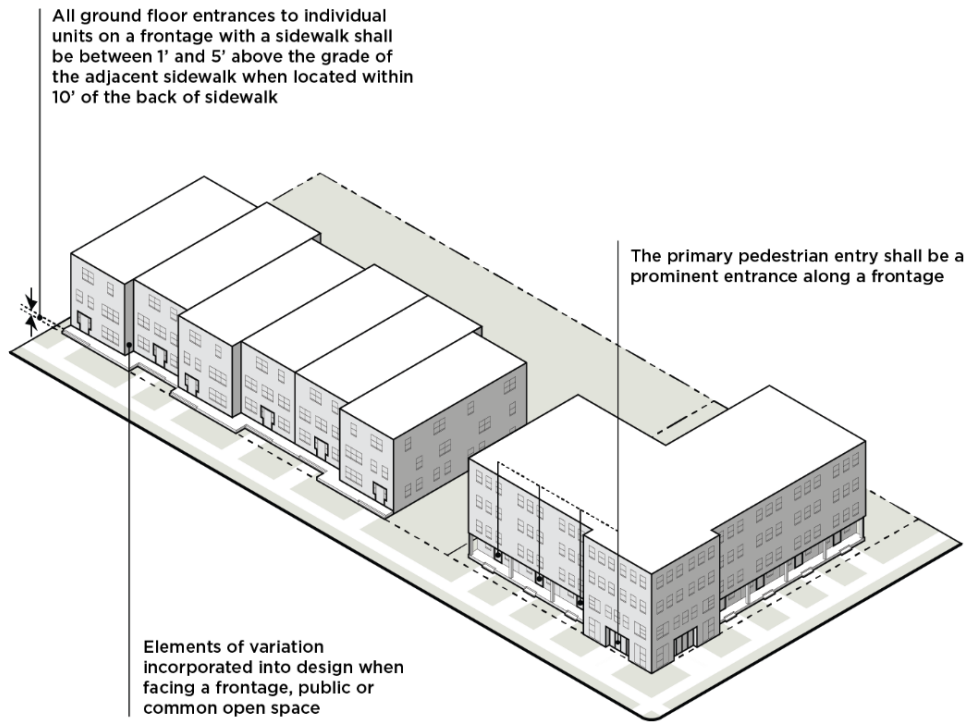 All ground floor entrances to individual
units on a frontage with a sidewalk shall
be between 1’ and 5’ above the grade of
the adjacent sidewalk when located within
10’ of the back of sidewalk
The primary pedestrian entry shall be a
prominent entrance along a frontage
Elements of variation
incorporated into design when
facing a frontage, public or
common open space